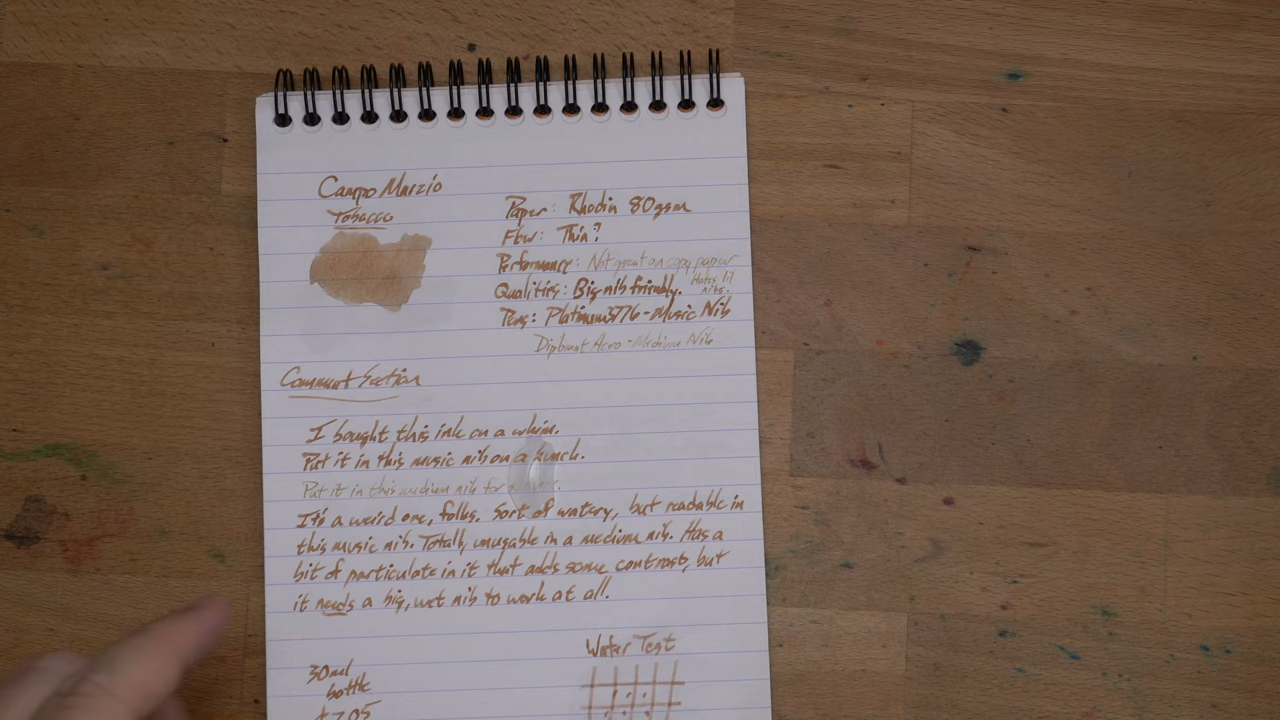 Campo Marzio
Tobacco
Paper: Rhodia 80gsm
Flow: Thin?
Performance: Not great on copy paper
Qualities: Big nib friendly. Hates lil nibs.
Pens: Platinum 3776 - Music Nib
Diplomat Aero - Medium Nib
Comment Section
I bought this ink on a whim.
Put it in this music nib on a hunch.
Put it in this medium nib for
It's a weird one, folks. Sort of watery, but readable in
this music nib. Totally unusable in a medium nib. Has a
bit of particulate in it that adds some contrast, but
it needs a big, wet nib to work at all.
Water Test
30ml
bottle